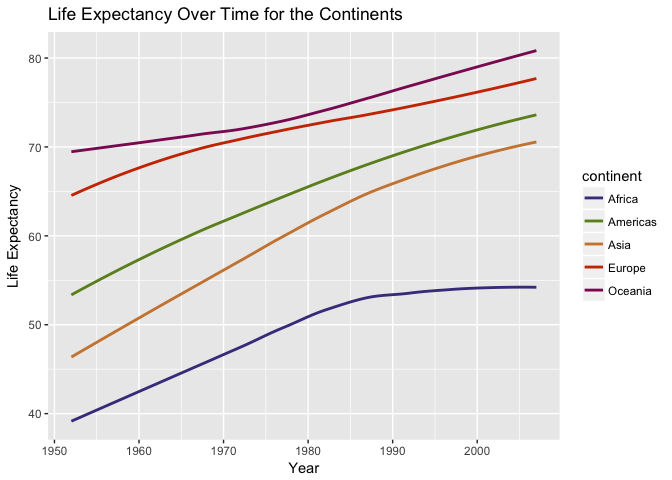 Life Expectancy Over Time for the Continents
80
70
60
50
40
Life Expectancy
1950 1960 1970 1980 1990 2000
Year
continent
Africa
Americas
Asia
Europe
Oceania